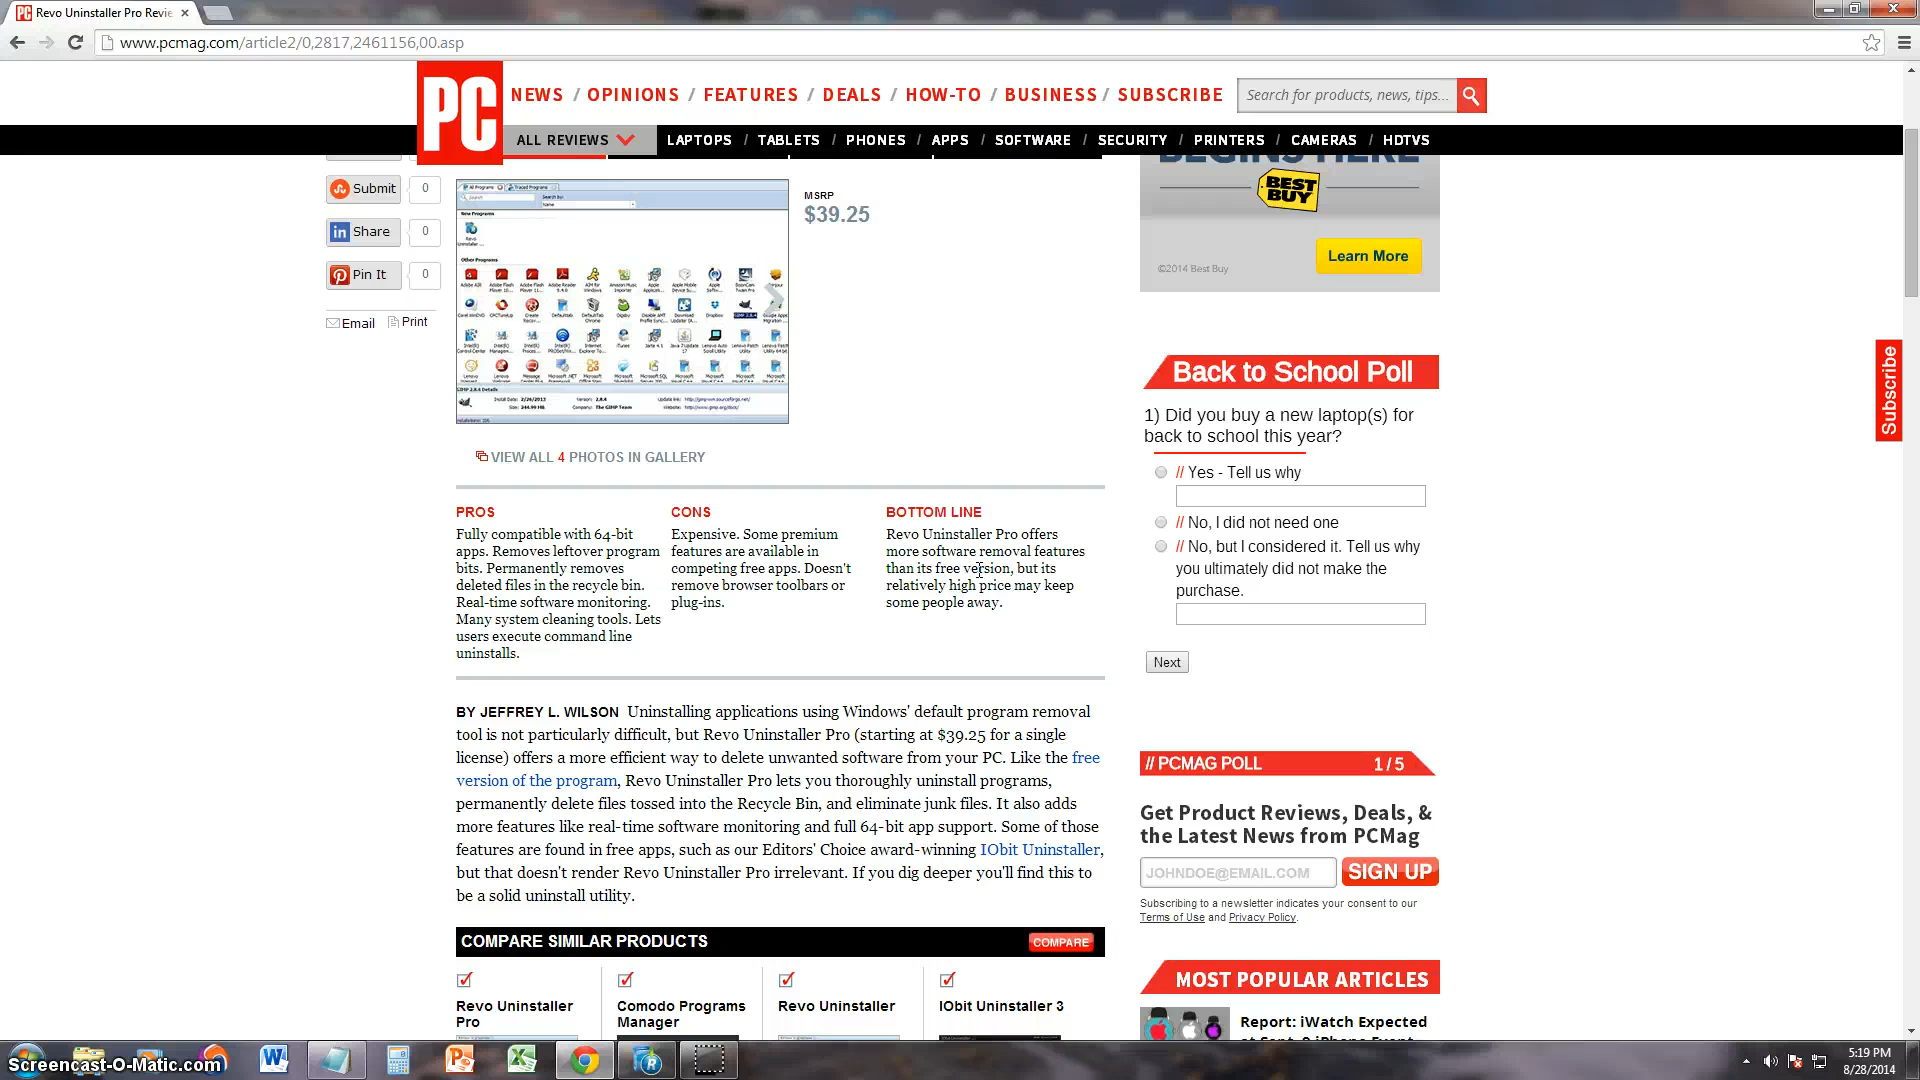 PC Revo Uninstaller Pro Revie
www.pcmag.com/article2/0,2817,2461156,00.asp
PC
NEWS / OPINIONS / FEATURES / DEALS / HOW-TO / BUSINESS / SUBSCRIBE
Search for products, news, tips...
ALL REVIEWS
LAPTOPS / TABLETS / PHONES / APPS / SOFTWARE / SECURITY / PRINTERS / CAMERAS / HDTVS
Submit 0
Share 0
Pin It 0
Email Print
MSRP
$39.25
VIEW ALL 4 PHOTOS IN GALLERY
PROS
Fully compatible with 64-bit
apps. Removes leftover program
bits. Permanently removes
deleted files in the recycle bin.
Real-time software monitoring.
Many system cleaning tools. Lets
users execute command line
uninstalls.
CONS
Expensive. Some premium
features are available in
competing free apps. Doesn't
remove browser toolbars or
plug-ins.
BOTTOM LINE
Revo Uninstaller Pro offers
more software removal features
than its free version, but its
relatively high price may keep
some people away.
BY JEFFREY L. WILSON Uninstalling applications using Windows' default program removal
tool is not particularly difficult, but Revo Uninstaller Pro (starting at $39.25 for a single
license) offers a more efficient way to delete unwanted software from your PC. Like the free
version of the program, Revo Uninstaller Pro lets you thoroughly uninstall programs,
permanently delete files tossed into the Recycle Bin, and eliminate junk files. It also adds
more features like real-time software monitoring and full 64-bit app support. Some of those
features are found in free apps, such as our Editors' Choice award-winning IObit Uninstaller,
but that doesn't render Revo Uninstaller Pro irrelevant. If you dig deeper you'll find this to
be a solid uninstall utility.
COMPARE SIMILAR PRODUCTS
COMPARE
Revo Uninstaller
Pro
Comodo Programs
Manager
Revo Uninstaller
IObit Uninstaller 3
BEGINS HERE
BEST
BUY
©2014 Best Buy
Learn More
Back to School Poll
1) Did you buy a new laptop(s) for
back to school this year?
// Yes - Tell us why
// No, I did not need one
// No, but I considered it. Tell us why
you ultimately did not make the
purchase.
Next
// PCMAG POLL 1 / 5
Get Product Reviews, Deals, &
the Latest News from PCMag
JOHNDOE@EMAIL.COM
SIGN UP
Subscribing to a newsletter indicates your consent to our
Terms of Use and Privacy Policy.
MOST POPULAR ARTICLES
Report: iWatch Expected
at Sept. 9 iPhone Event
Subscribe
Screencast-O-Matic.com
5:19 PM
8/28/2014